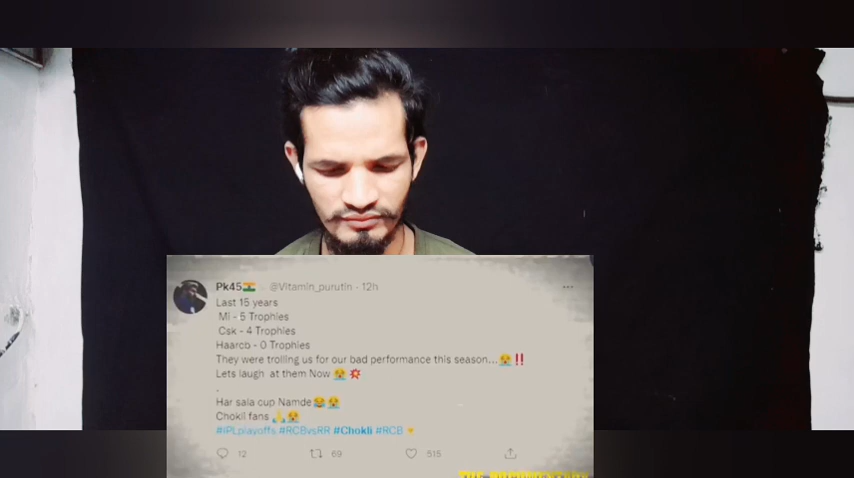 Pk45🇮🇳 @Vitamin_purutin - 12h
Last 15 years
Mi - 5 Trophies
Csk - 4 Trophies
Haarcb - 0 Trophies
They were trolling us for our bad performance this season...😭‼️
Lets laugh at them Now 😭💥
.
Har sala cup Namde😂😭
Chokli fans 🙏😭
#IPLplayoffs #RCBvsRR #Chokli #RCB
12 69 515